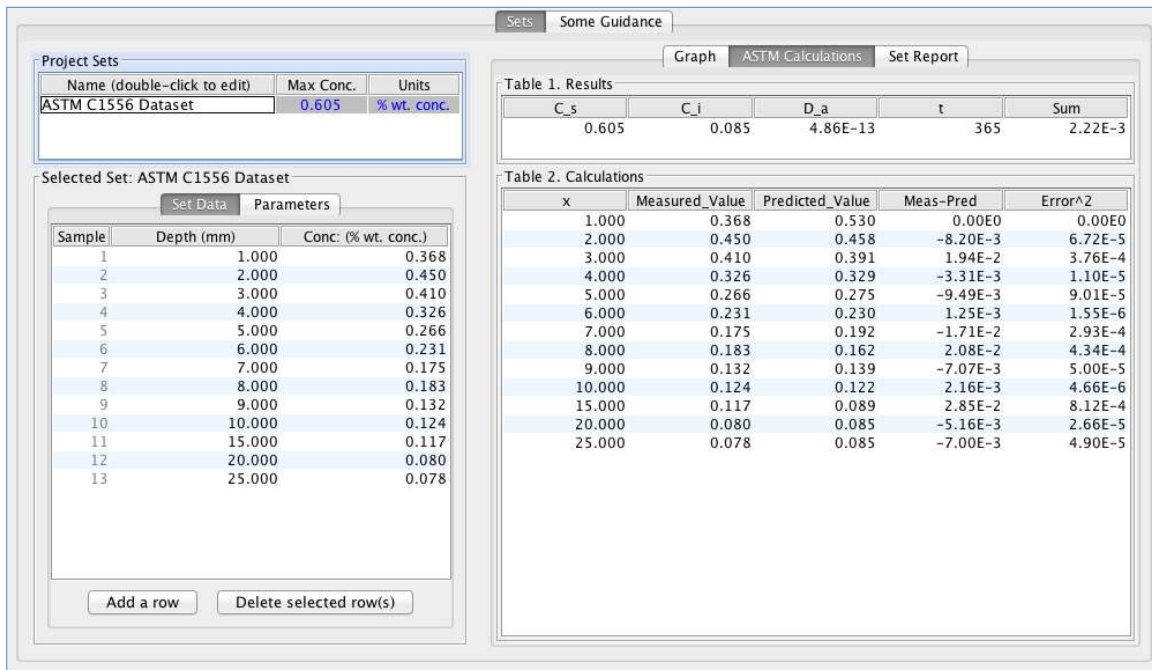 Sets Some Guidance
Project Sets
Name (double-click to edit) Max Conc. Units
ASTM C1556 Dataset 0.605 % wt. conc.
Selected Set: ASTM C1556 Dataset
Set Data Parameters
Sample Depth (mm) Conc: (% wt. conc.)
1 1.000 0.368
2 2.000 0.450
3 3.000 0.410
4 4.000 0.326
5 5.000 0.266
6 6.000 0.231
7 7.000 0.175
8 8.000 0.183
9 9.000 0.132
10 10.000 0.124
11 15.000 0.117
12 20.000 0.080
13 25.000 0.078
Add a row Delete selected row(s)
Graph ASTM Calculations Set Report
Table 1. Results
C_s C_i D_a t Sum
0.605 0.085 4.86E-13 365 2.22E-3
Table 2. Calculations
x Measured_Value Predicted_Value Meas-Pred Error^2
1.000 0.368 0.530 0.00E0 0.00E0
2.000 0.450 0.458 -8.20E-3 6.72E-5
3.000 0.410 0.391 1.94E-2 3.76E-4
4.000 0.326 0.329 -3.31E-3 1.10E-5
5.000 0.266 0.275 -9.49E-3 9.01E-5
6.000 0.231 0.230 1.25E-3 1.55E-6
7.000 0.175 0.192 -1.71E-2 2.93E-4
8.000 0.183 0.162 2.08E-2 4.34E-4
9.000 0.132 0.139 -7.07E-3 5.00E-5
10.000 0.124 0.122 2.16E-3 4.66E-6
15.000 0.117 0.089 2.85E-2 8.12E-4
20.000 0.080 0.085 -5.16E-3 2.66E-5
25.000 0.078 0.085 -7.00E-3 4.90E-5